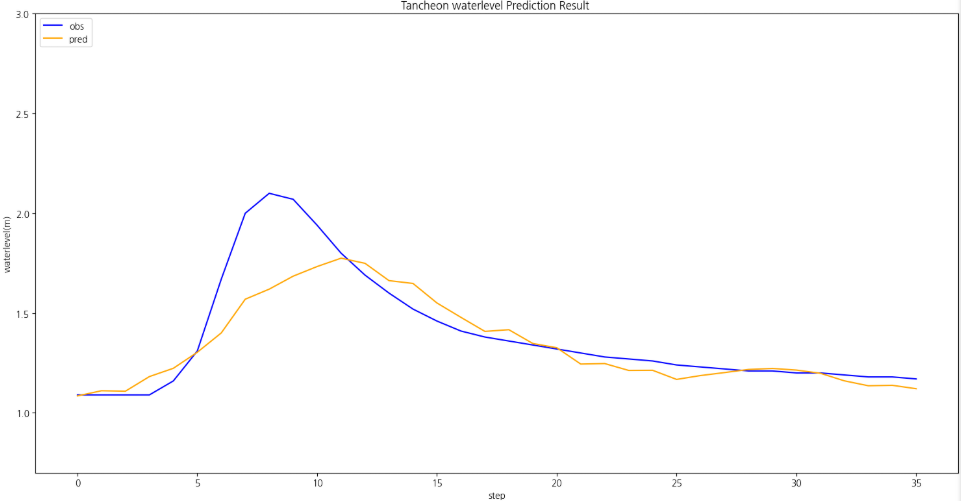 Tancheon waterlevel Prediction Result
obs
pred
3.0
2.5
2.0
1.5
1.0
waterlevel(m)
0 5 10 15 20 25 30 35
step